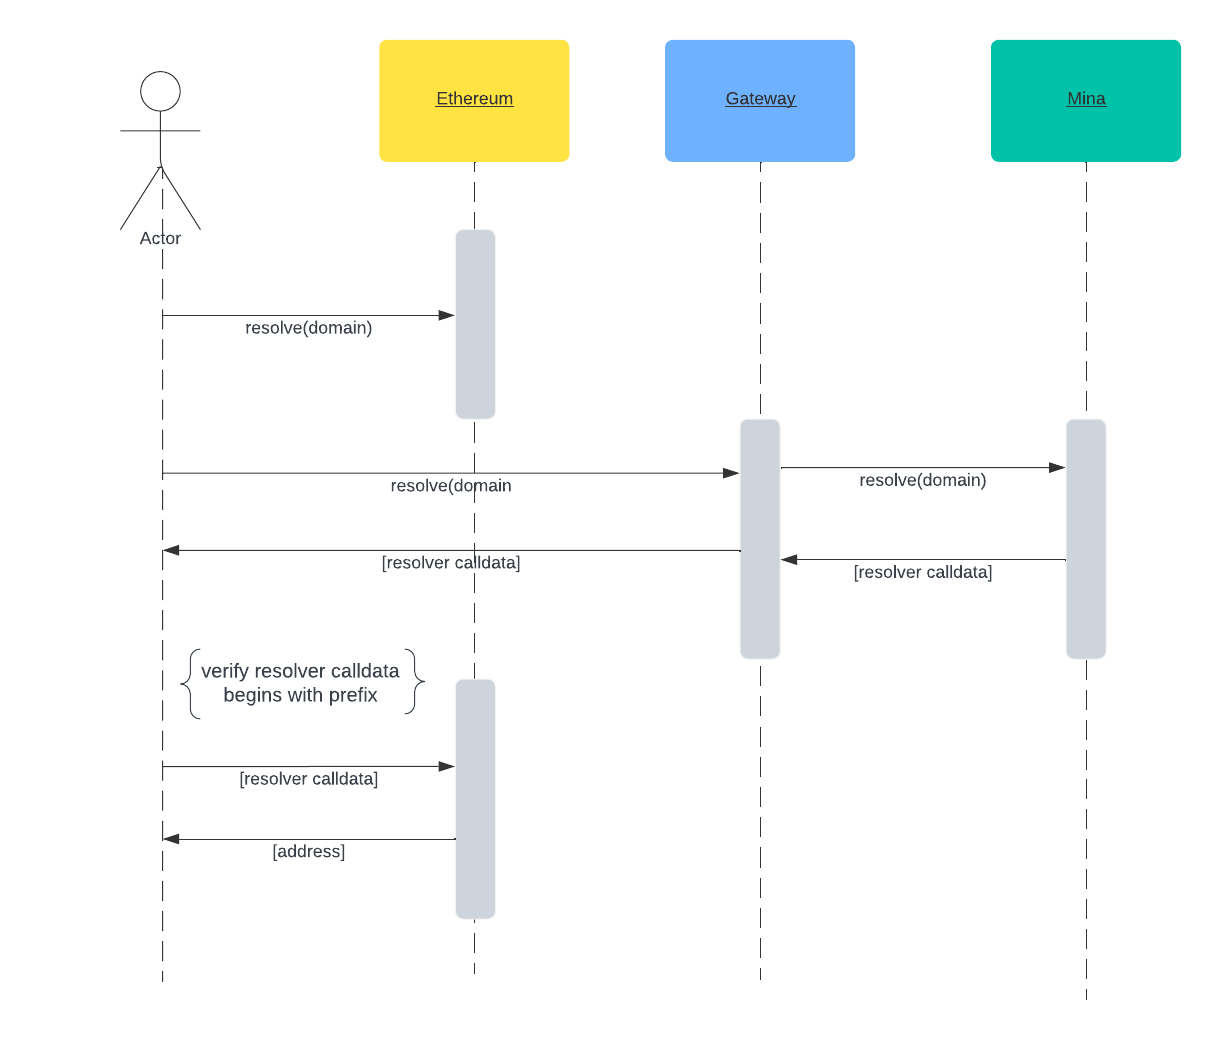 Ethereum
Gateway
Mina
Actor
resolve(domain)
resolve(domain
resolve(domain)
[resolver calldata]
[resolver calldata]
verify resolver calldata
begins with prefix
[resolver calldata]
[address]